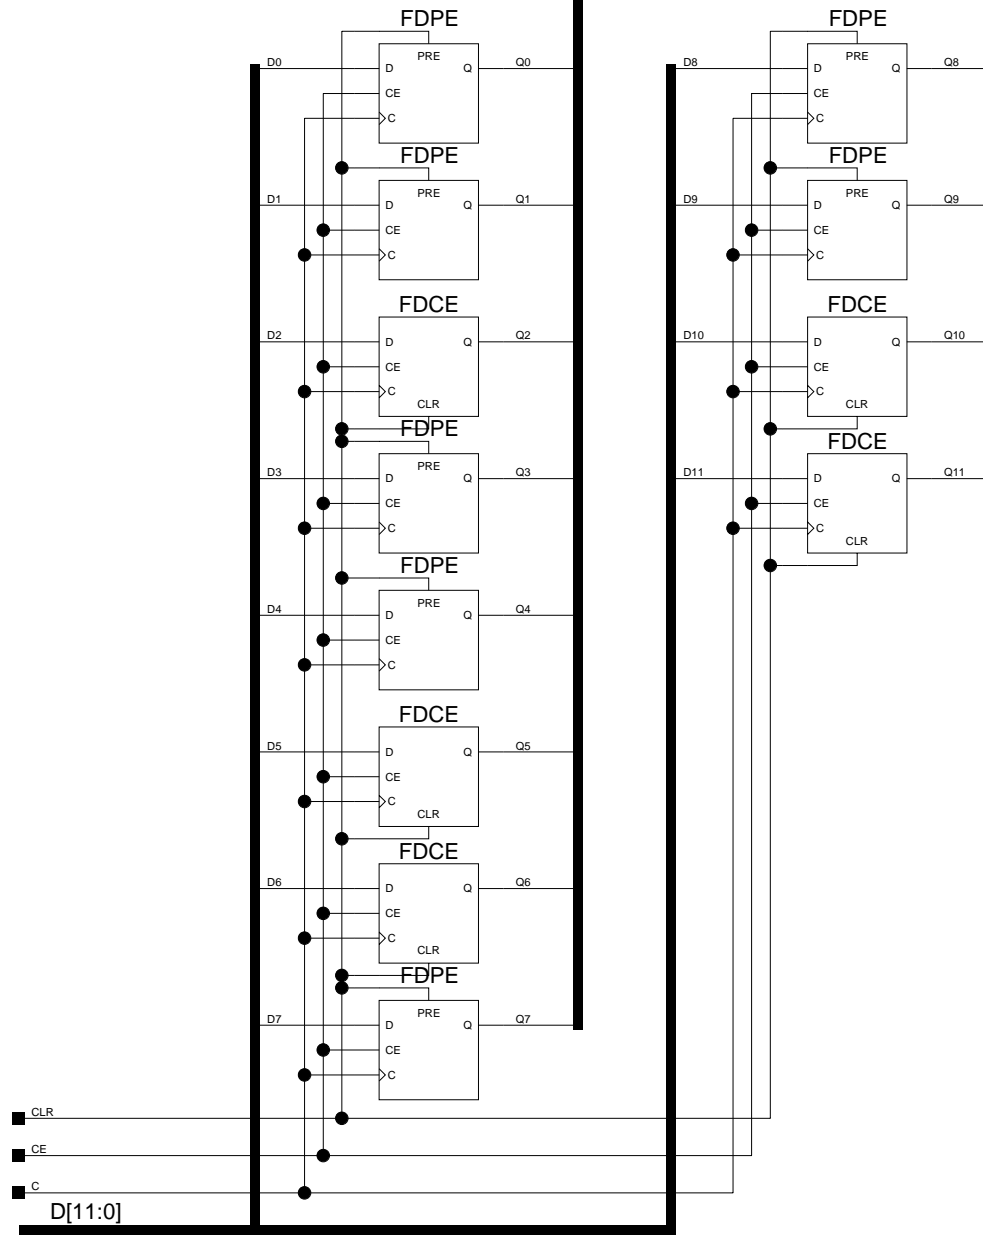 FDPE
PRE
D0 D Q Q0
CE
C
FDPE
PRE
D1 D Q Q1
CE
C
FDCE
D2 D Q Q2
CE
C
CLR
FDPE
PRE
D3 D Q Q3
CE
C
FDPE
PRE
D4 D Q Q4
CE
C
FDCE
D5 D Q Q5
CE
C
CLR
FDCE
D6 D Q Q6
CE
C
CLR
FDPE
PRE
D7 D Q Q7
CE
C
FDPE
PRE
D8 D Q Q8
CE
C
FDPE
PRE
D9 D Q Q9
CE
C
FDCE
D10 D Q Q10
CE
C
CLR
FDCE
D11 D Q Q11
CE
C
CLR
CLR
CE
C
D[11:0]